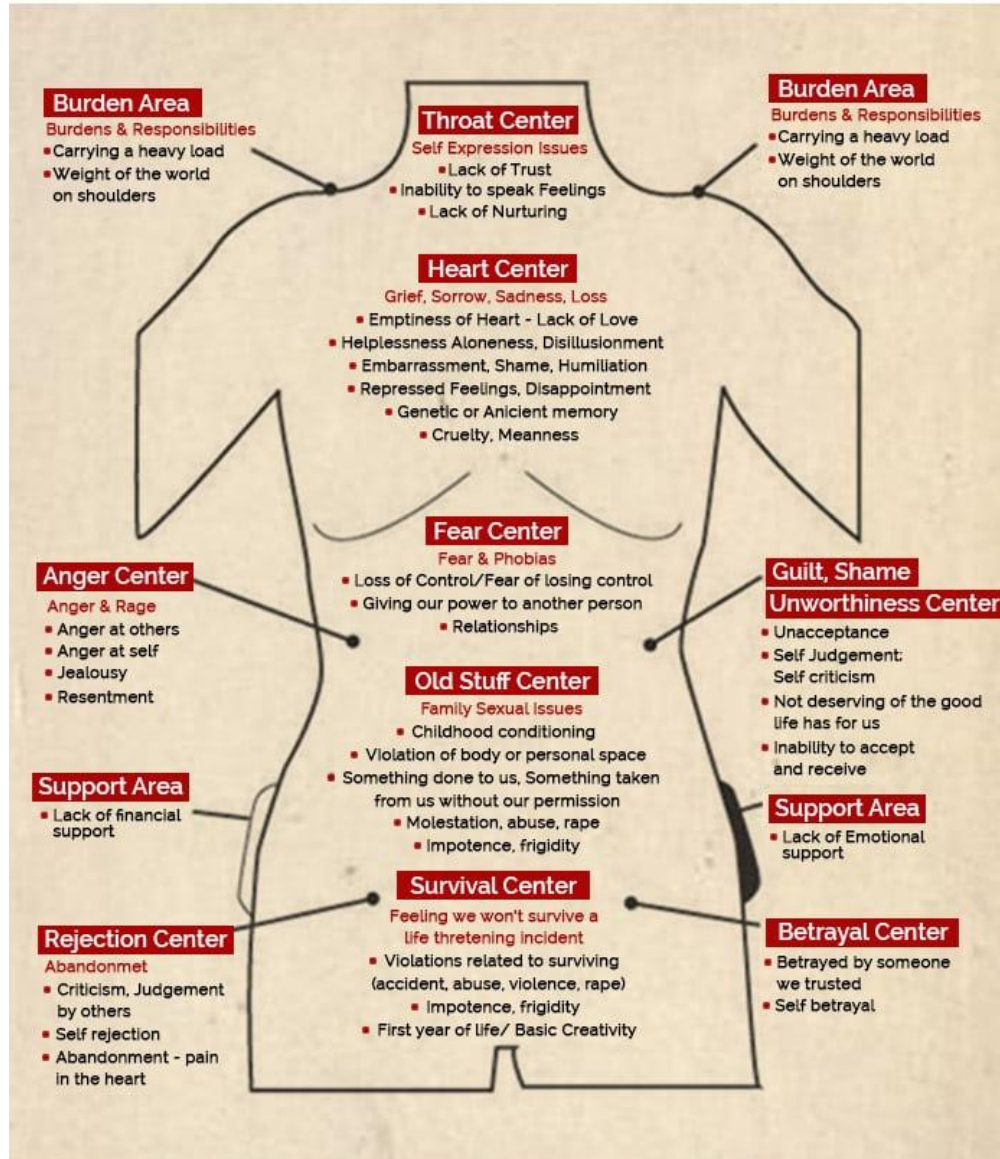 Burden Area
Burdens & Responsibilities
▪Carrying a heavy load
▪Weight of the world
on shoulders
Throat Center
Self Expression Issues
▪Lack of Trust
▪Inability to speak Feelings
▪Lack of Nurturing
Burden Area
Burdens & Responsibilities
▪Carrying a heavy load
▪Weight of the world
on shoulders
Heart Center
Grief, Sorrow, Sadness, Loss
▪Emptiness of Heart - Lack of Love
▪Helplessness Aloneness, Disillusionment
▪Embarrassment, Shame, Humiliation
▪Repressed Feelings, Disappointment
▪Genetic or Anicient memory
▪Cruelty, Meanness
Fear Center
Fear & Phobias
▪Loss of Control/Fear of losing control
▪Giving our power to another person
▪Relationships
Anger Center
Anger & Rage
▪Anger at others
▪Anger at self
▪Jealousy
▪Resentment
Guilt, Shame
Unworthiness Center
▪Unacceptance
▪Self Judgement;
Self criticism
▪Not deserving of the good
life has for us
▪Inability to accept
and receive
Old Stuff Center
Family Sexual Issues
▪Childhood conditioning
▪Violation of body or personal space
▪Something done to us, Something taken
from us without our permission
▪Molestation, abuse, rape
▪Impotence, frigidity
Support Area
▪Lack of financial
support
Support Area
▪Lack of Emotional
support
Survival Center
Feeling we won't survive a
life thretening incident
▪Violations related to surviving
(accident, abuse, violence, rape)
▪Impotence, frigidity
▪First year of life/ Basic Creativity
Rejection Center
Abandonmet
▪Criticism, Judgement
by others
▪Self rejection
▪Abandonment - pain
in the heart
Betrayal Center
▪Betrayed by someone
we trusted
▪Self betrayal